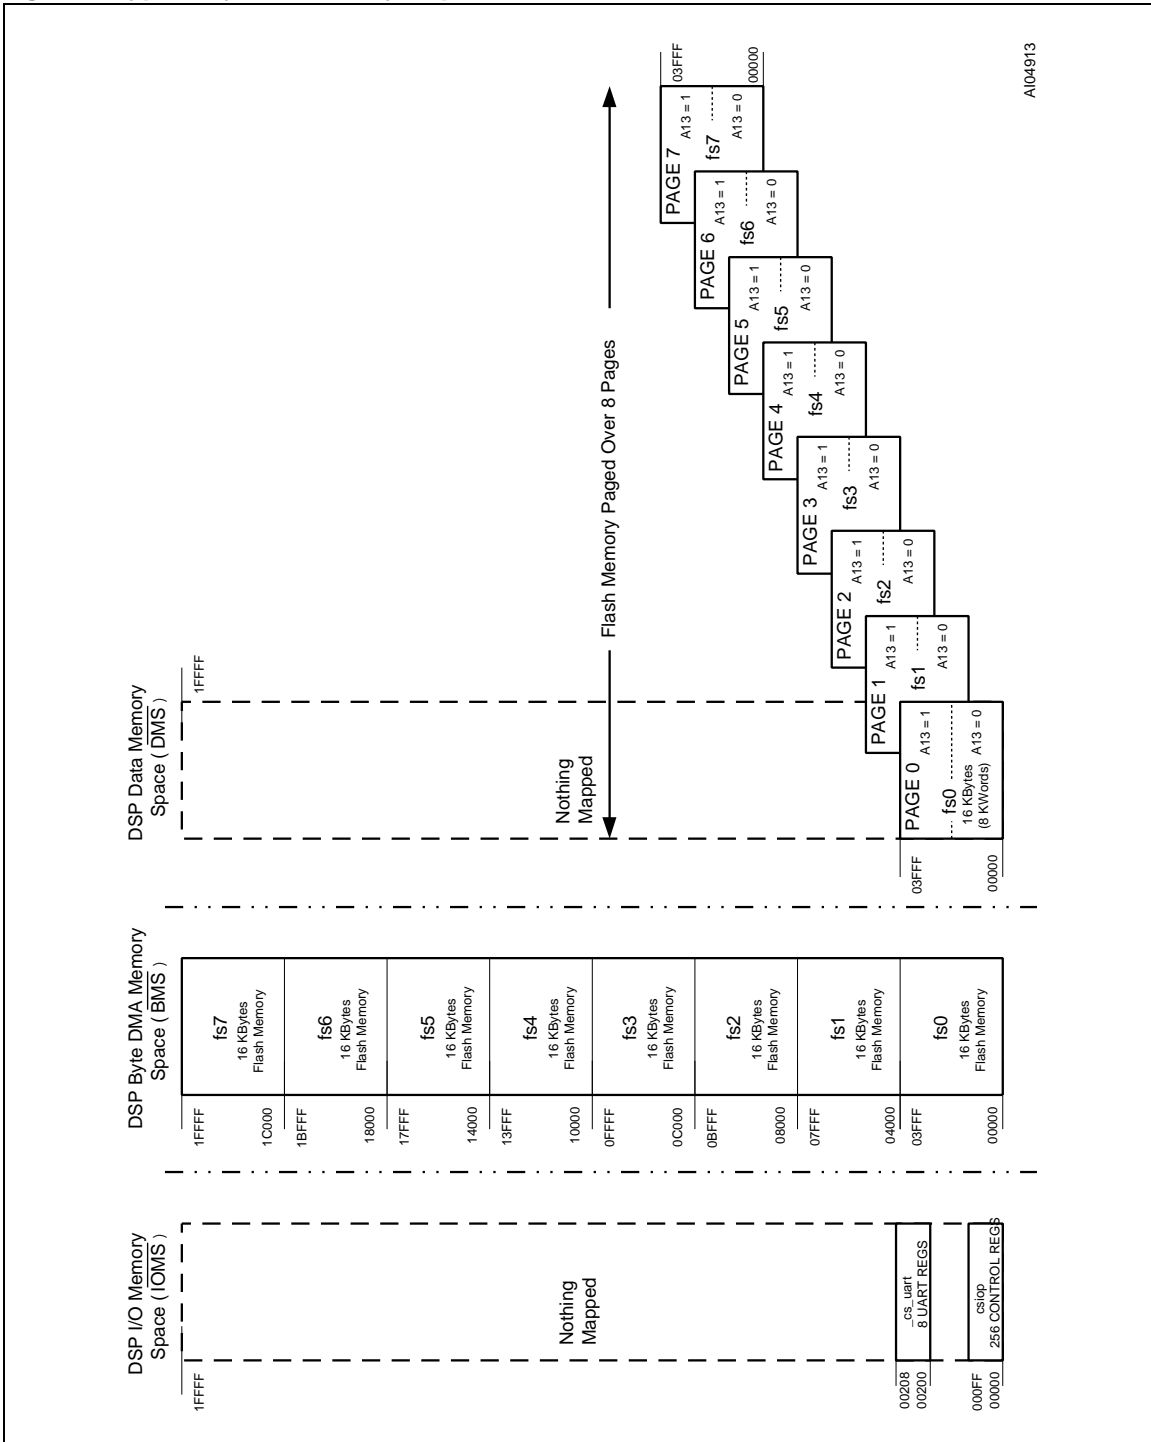 DSP I/O Memory
Space ( IOMS )
1FFFF
Nothing
Mapped
00208
00200
_cs_uart
8 UART REGS
000FF
00000
csiop
256 CONTROL REGS
DSP Byte DMA Memory
Space ( BMS )
1FFFF
1C000
fs7
16 KBytes
Flash Memory
1BFFF
18000
fs6
16 KBytes
Flash Memory
17FFF
14000
fs5
16 KBytes
Flash Memory
13FFF
10000
fs4
16 KBytes
Flash Memory
0FFFF
0C000
fs3
16 KBytes
Flash Memory
0BFFF
08000
fs2
16 KBytes
Flash Memory
07FFF
04000
fs1
16 KBytes
Flash Memory
03FFF
00000
fs0
16 KBytes
Flash Memory
DSP Data Memory
Space ( DMS )
1FFFF
Nothing
Mapped
Flash Memory Paged Over 8 Pages
03FFF
00000
PAGE 0
A13 = 1
fs0
16 KBytes
(8 KWords)
A13 = 0
PAGE 1
A13 = 1
fs1
A13 = 0
PAGE 2
A13 = 1
fs2
A13 = 0
PAGE 3
A13 = 1
fs3
A13 = 0
PAGE 4
A13 = 1
fs4
A13 = 0
PAGE 5
A13 = 1
fs5
A13 = 0
PAGE 6
A13 = 1
fs6
A13 = 0
PAGE 7
A13 = 1
fs7
A13 = 0
03FFF
00000
AI04913